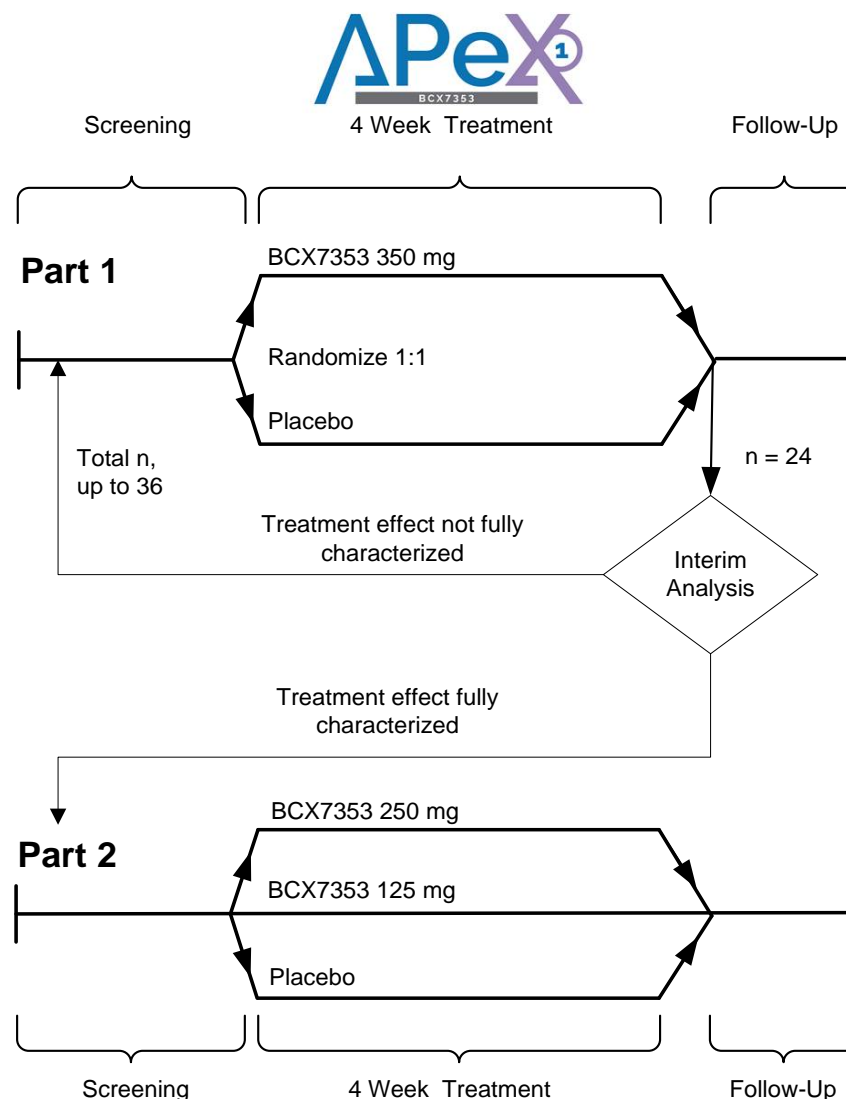 APeX 1
BCX7353
Screening
4 Week Treatment
Follow-Up
BCX7353 350 mg
Part 1
Randomize 1:1
Placebo
Total n,
up to 36
n = 24
Treatment effect not fully
characterized
Interim
Analysis
Treatment effect fully
characterized
BCX7353 250 mg
Part 2
BCX7353 125 mg
Placebo
Screening
4 Week Treatment
Follow-Up